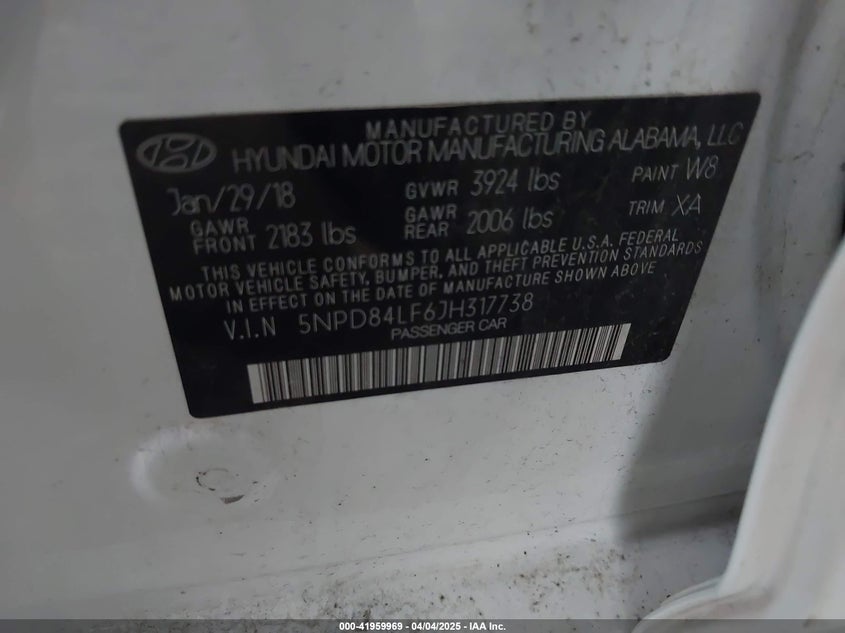 MANUFACTURED BY
HYUNDAI MOTOR MANUFACTURING ALABAMA, LLC
Jan/29/18 GVWR 3924 lbs PAINT W8
GAWR FRONT 2183 lbs GAWR REAR 2006 lbs TRIM XA
THIS VEHICLE CONFORMS TO ALL APPLICABLE U.S.A. FEDERAL
MOTOR VEHICLE SAFETY, BUMPER, AND THEFT PREVENTION STANDARDS
IN EFFECT ON THE DATE OF MANUFACTURE SHOWN ABOVE
V.I.N 5NPD84LF6JH317738
PASSENGER CAR
000-41959969 - 04/04/2025 - IAA Inc.